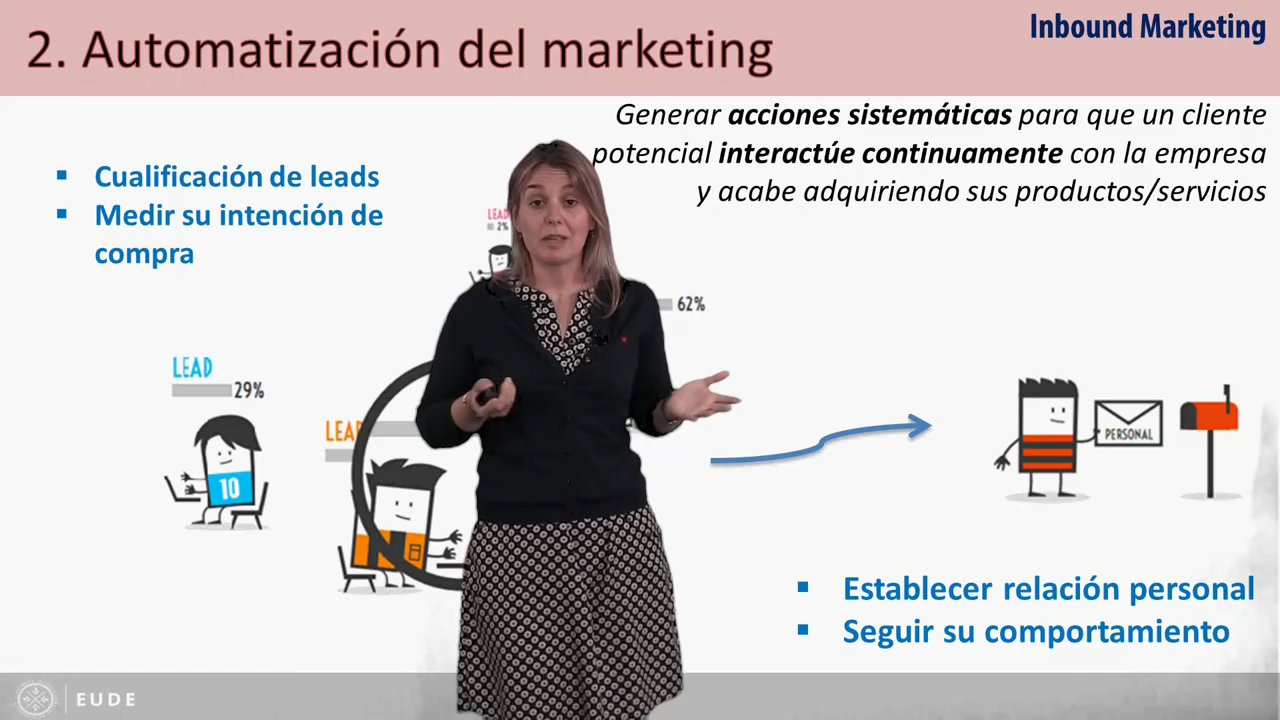 2. Automatización del marketing
Inbound Marketing
Generar acciones sistemáticas para que un cliente
potencial interactúe continuamente con la empresa
y acabe adquiriendo sus productos/servicios
Cualificación de leads
Medir su intención de
compra
LEAD
2%
62%
LEAD
29%
LEAD
10
PERSONAL
Establecer relación personal
Seguir su comportamiento
EUDE